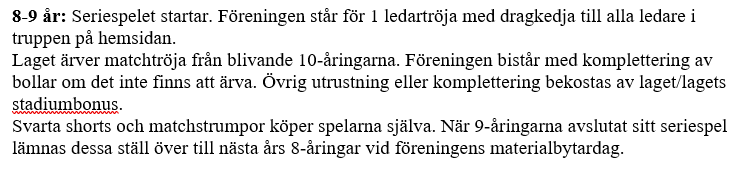 8-9 år: Seriespelet startar. Föreningen står för 1 ledartröja med dragkedja till alla ledare i
truppen på hemsidan.
Laget ärver matchtröja från blivande 10-åringarna. Föreningen bistår med komplettering av
bollar om det inte finns att ärva. Övrig utrustning eller komplettering bekostas av laget/lagets
stadiumbonus.
Svarta shorts och matchstrumpor köper spelarna själva. När 9-åringarna avslutat sitt seriespel
lämnas dessa ställ över till nästa års 8-åringar vid föreningens materialbytardag.